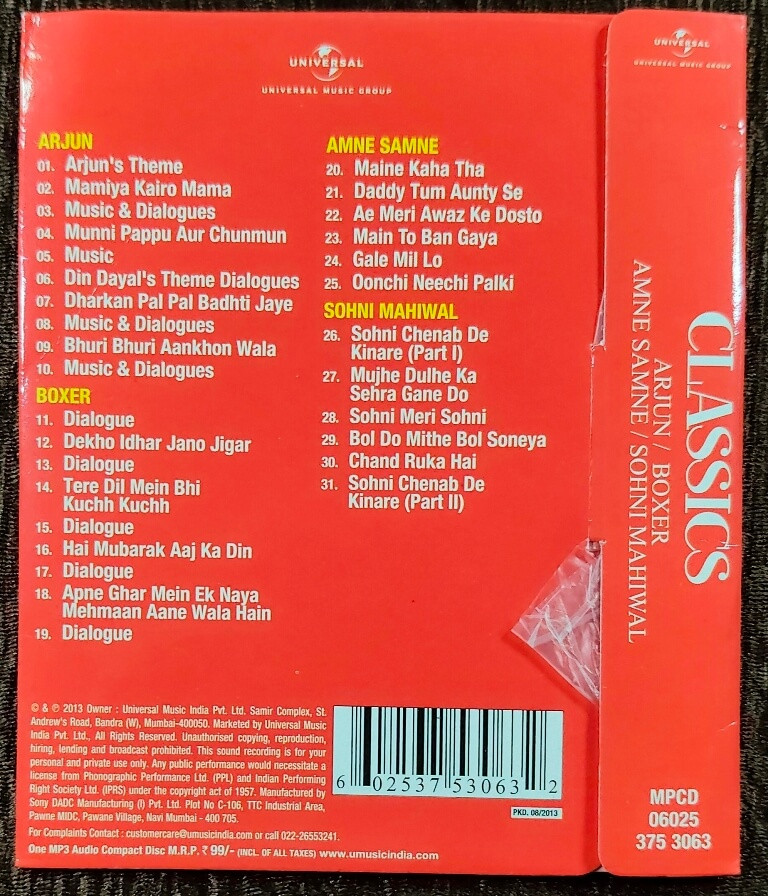 UNIVERSAL
UNIVERSAL MUSIC GROUP
ARJUN
01. Arjun's Theme
02. Mamiya Kairo Mama
03. Music & Dialogues
04. Munni Pappu Aur Chunmun
05. Music
06. Din Dayal's Theme Dialogues
07. Dharkan Pal Pal Badhti Jaye
08. Music & Dialogues
09. Bhuri Bhuri Aankhon Wala
10. Music & Dialogues
BOXER
11. Dialogue
12. Dekho Idhar Jano Jigar
13. Dialogue
14. Tere Dil Mein Bhi
Kuchh Kuchh
15. Dialogue
16. Hai Mubarak Aaj Ka Din
17. Dialogue
18. Apne Ghar Mein Ek Naya
Mehmaan Aane Wala Hain
19. Dialogue
AMNE SAMNE
20. Maine Kaha Tha
21. Daddy Tum Aunty Se
22. Ae Meri Awaz Ke Dosto
23. Main To Ban Gaya
24. Gale Mil Lo
25. Oonchi Neechi Palki
SOHNI MAHIWAL
26. Sohni Chenab De
Kinare (Part I)
27. Mujhe Dulhe Ka
Sehra Gane Do
28. Sohni Meri Sohni
29. Bol Do Mithe Bol Soneya
30. Chand Ruka Hai
31. Sohni Chenab De
Kinare (Part II)
© & ℗ 2013 Owner : Universal Music India Pvt. Ltd. Samir Complex, St.
Andrew's Road, Bandra (W), Mumbai-400050. Marketed by Universal Music
India Pvt. Ltd., All Rights Reserved. Unauthorised copying, reproduction,
hiring, lending and broadcast prohibited. This sound recording is for your
personal and private use only. Any public performance would necessitate a
license from Phonographic Performance Ltd. (PPL) and Indian Performing
Right Society Ltd. (IPRS) under the copyright act of 1957. Manufactured by
Sony DADC Manufacturing (I) Pvt. Ltd. Plot No C-106, TTC Industrial Area,
Pawne MIDC, Pawane Village, Navi Mumbai - 400 705.
For Complaints Contact : customercare@umusicindia.com or call 022-26553241.
One MP3 Audio Compact Disc M.R.P. ₹ 99/- (INCL. OF ALL TAXES) www.umusicindia.com
6 02537 53063 2
PKD. 08/2013
UNIVERSAL
UNIVERSAL MUSIC GROUP
CLASSICS
ARJUN / BOXER
AMNE SAMNE / SOHNI MAHIWAL
MPCD
06025
375 3063